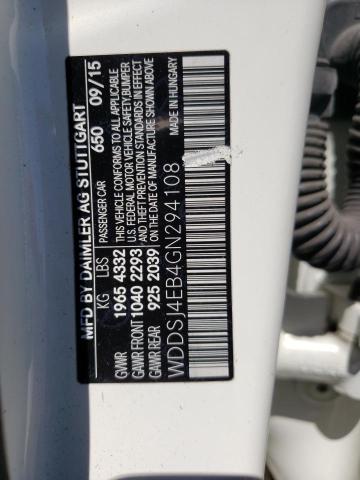 MFD BY DAIMLER AG STUTTGART
KG LBS PASSENGER CAR 650 09/15
GVWR 1965 4332 THIS VEHICLE CONFORMS TO ALL APPLICABLE
GAWR FRONT 1040 2293 U.S. FEDERAL MOTOR VEHICLE SAFETY, BUMPER
GAWR REAR 925 2039 AND THEFT PREVENTION STANDARDS IN EFFECT
ON THE DATE OF MANUFACTURE SHOWN ABOVE
WDDSJ4EB4GN294108 MADE IN HUNGARY